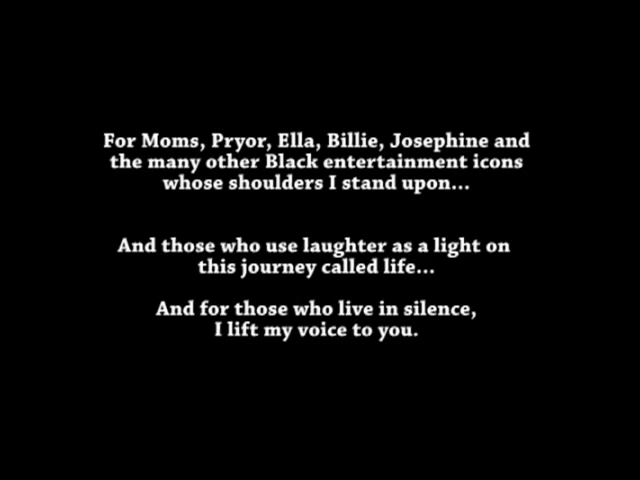 For Moms, Pryor, Ella, Billie, Josephine and
the many other Black entertainment icons
whose shoulders I stand upon...
And those who use laughter as a light on
this journey called life...
And for those who live in silence,
I lift my voice to you.